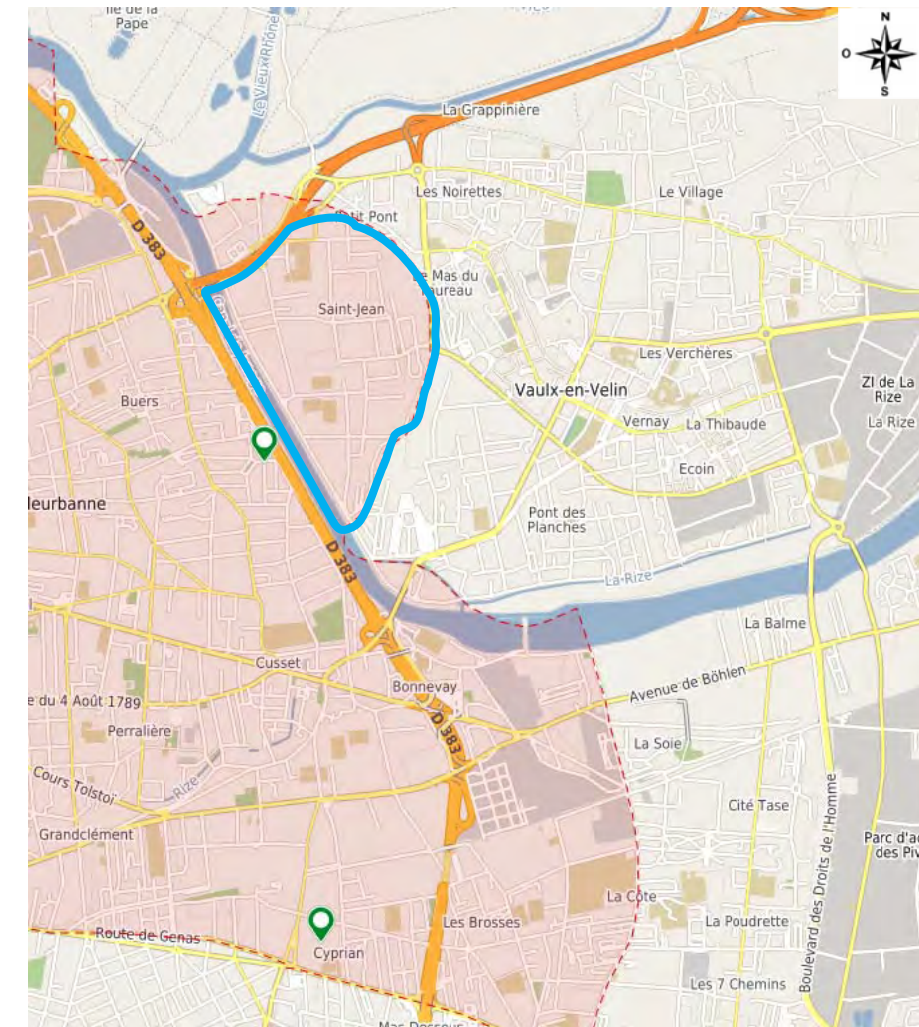 Île de la
Pape
N
O
E
S
Le Vieux Rhône
La Grappinière
Les Noirettes
Le Village
Petit Pont
D 383
Le Mas du
Taureau
Saint-Jean
Les Verchères
ZI de La
Rize
Vaulx-en-Velin
Buers
Vernay
La Thibaude
La Rize
Ecoin
leurbanne
Pont des
Planches
D 383
La Rize
La Balme
Cusset
Bonnevay
Avenue de Böhlen
e du 4 Août 1789
D 383
Perralière
La Soie
Rize
Cours Tolstoï
Cité Tase
Grandclément
Parc d'a
des Piv
La Côte
Boulevard des Droits de l'Homme
Les Brosses
La Poudrette
Route de Genas
Cyprian
Les 7 Chemins